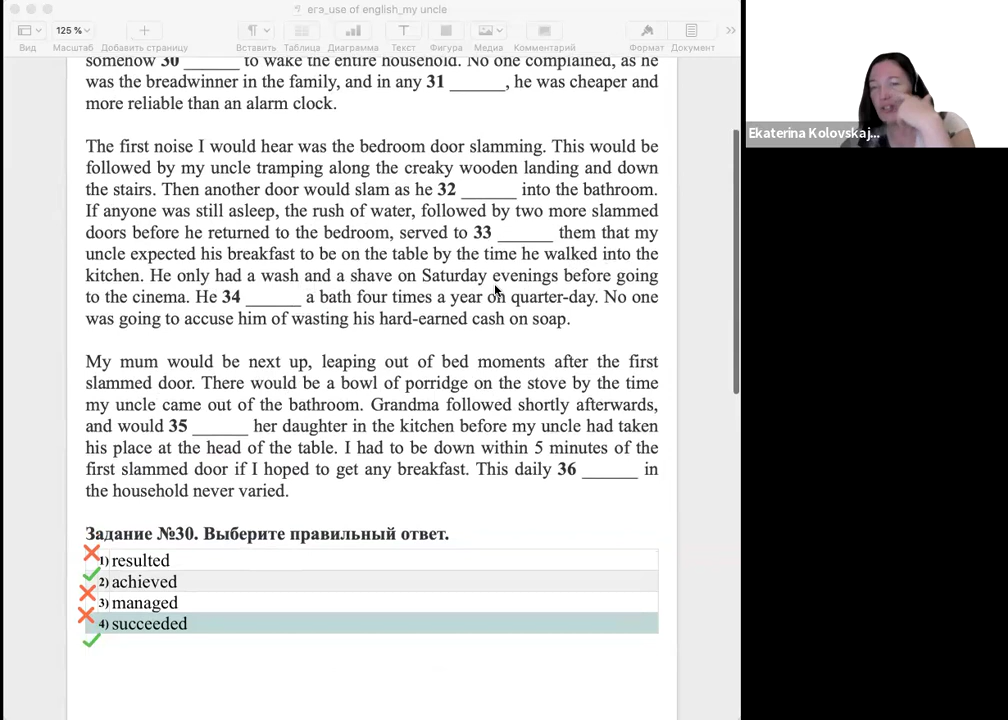 ега_use of english_my uncle
125 %
Вид
Масштаб
Добавить страницу
Вставить
Таблица
Диаграмма
Текст
Фигура
Медиа
Комментарий
Формат
Документ
somehow 30 ______ to wake the entire household. No one complained, as he
was the breadwinner in the family, and in any 31 ______, he was cheaper and
more reliable than an alarm clock.
The first noise I would hear was the bedroom door slamming. This would be
followed by my uncle tramping along the creaky wooden landing and down
the stairs. Then another door would slam as he 32 ______ into the bathroom.
If anyone was still asleep, the rush of water, followed by two more slammed
doors before he returned to the bedroom, served to 33 ______ them that my
uncle expected his breakfast to be on the table by the time he walked into the
kitchen. He only had a wash and a shave on Saturday evenings before going
to the cinema. He 34 ______ a bath four times a year on quarter-day. No one
was going to accuse him of wasting his hard-earned cash on soap.
My mum would be next up, leaping out of bed moments after the first
slammed door. There would be a bowl of porridge on the stove by the time
my uncle came out of the bathroom. Grandma followed shortly afterwards,
and would 35 ______ her daughter in the kitchen before my uncle had taken
his place at the head of the table. I had to be down within 5 minutes of the
first slammed door if I hoped to get any breakfast. This daily 36 ______ in
the household never varied.
Задание №30. Выберите правильный ответ.
1) resulted
2) achieved
3) managed
4) succeeded
Ekaterina Kolovskaj...